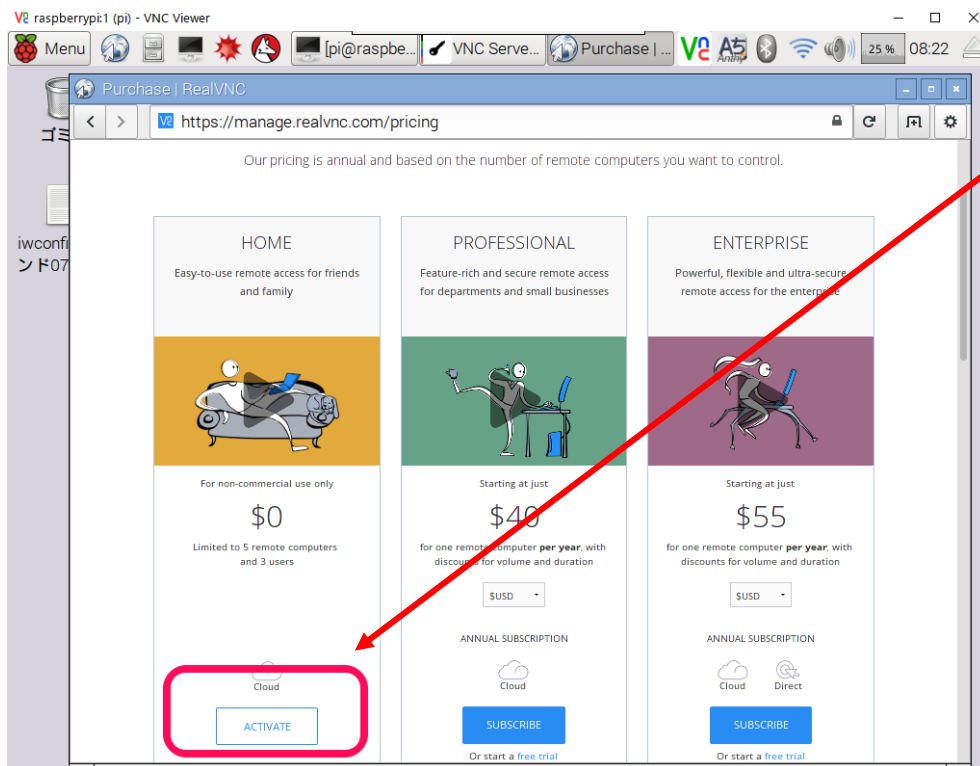 raspberrypi:1 (pi) - VNC Viewer
Menu
[pi@raspbe...
VNC Serve...
Purchase | ...
Anthy
25 %
08:22
Purchase | RealVNC
https://manage.realvnc.com/pricing
ゴミ
iwconfi
ンド07
Our pricing is annual and based on the number of remote computers you want to control.
HOME
Easy-to-use remote access for friends
and family
For non-commercial use only
$0
Limited to 5 remote computers
and 3 users
Cloud
ACTIVATE
PROFESSIONAL
Feature-rich and secure remote access
for departments and small businesses
Starting at just
$40
for one remote computer per year, with
discounts for volume and duration
$USD
ANNUAL SUBSCRIPTION
Cloud
SUBSCRIBE
Or start a free trial
ENTERPRISE
Powerful, flexible and ultra-secure
remote access for the enterprise
Starting at just
$55
for one remote computer per year, with
discounts for volume and duration
$USD
ANNUAL SUBSCRIPTION
Cloud
Direct
SUBSCRIBE
Or start a free trial